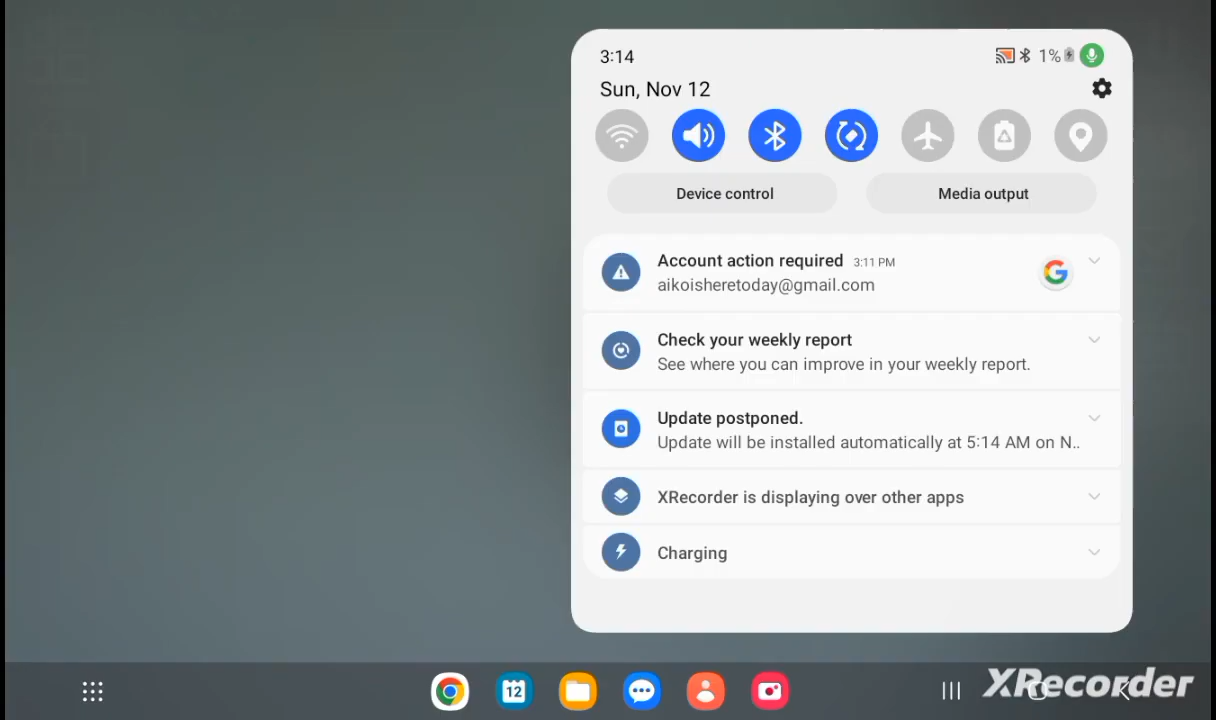 3:14
1%
Sun, Nov 12
Device control
Media output
Account action required 3:11 PM
aikoisheretoday@gmail.com
Check your weekly report
See where you can improve in your weekly report.
Update postponed.
Update will be installed automatically at 5:14 AM on N..
XRecorder is displaying over other apps
Charging
12
XRecorder